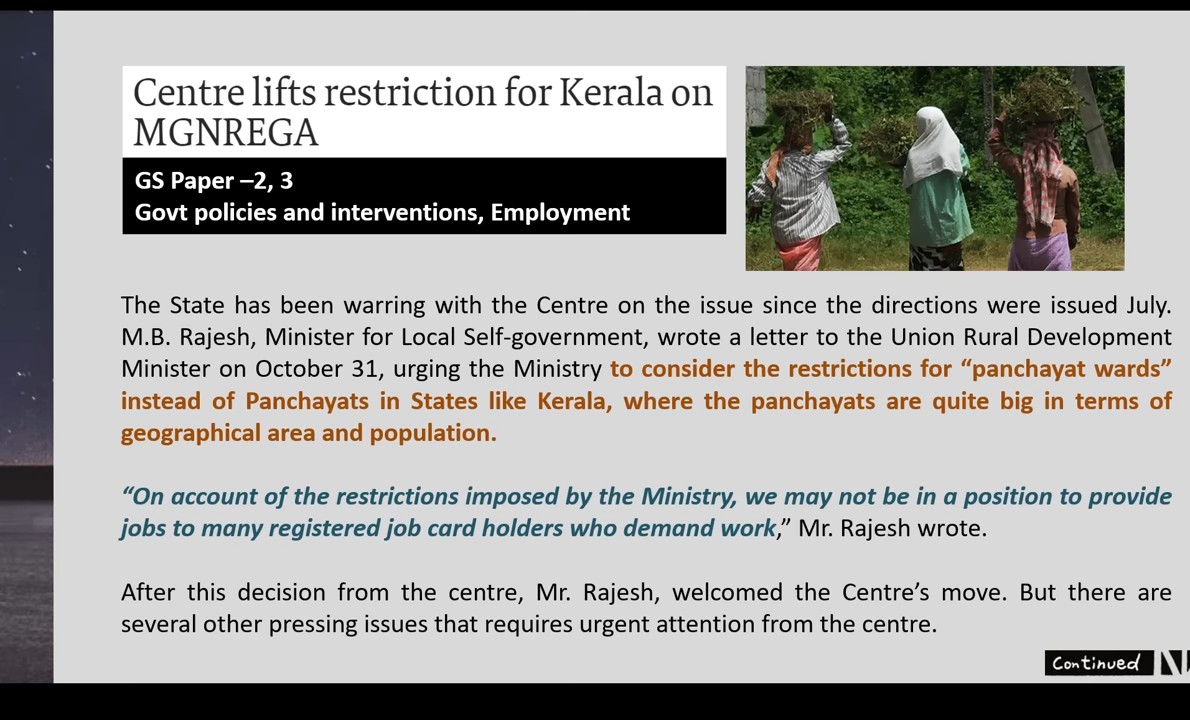 Centre lifts restriction for Kerala on
MGNREGA
GS Paper –2, 3
Govt policies and interventions, Employment
The State has been warring with the Centre on the issue since the directions were issued July.
M.B. Rajesh, Minister for Local Self-government, wrote a letter to the Union Rural Development
Minister on October 31, urging the Ministry to consider the restrictions for “panchayat wards”
instead of Panchayats in States like Kerala, where the panchayats are quite big in terms of
geographical area and population.
“On account of the restrictions imposed by the Ministry, we may not be in a position to provide
jobs to many registered job card holders who demand work,” Mr. Rajesh wrote.
After this decision from the centre, Mr. Rajesh, welcomed the Centre’s move. But there are
several other pressing issues that requires urgent attention from the centre.
Continued